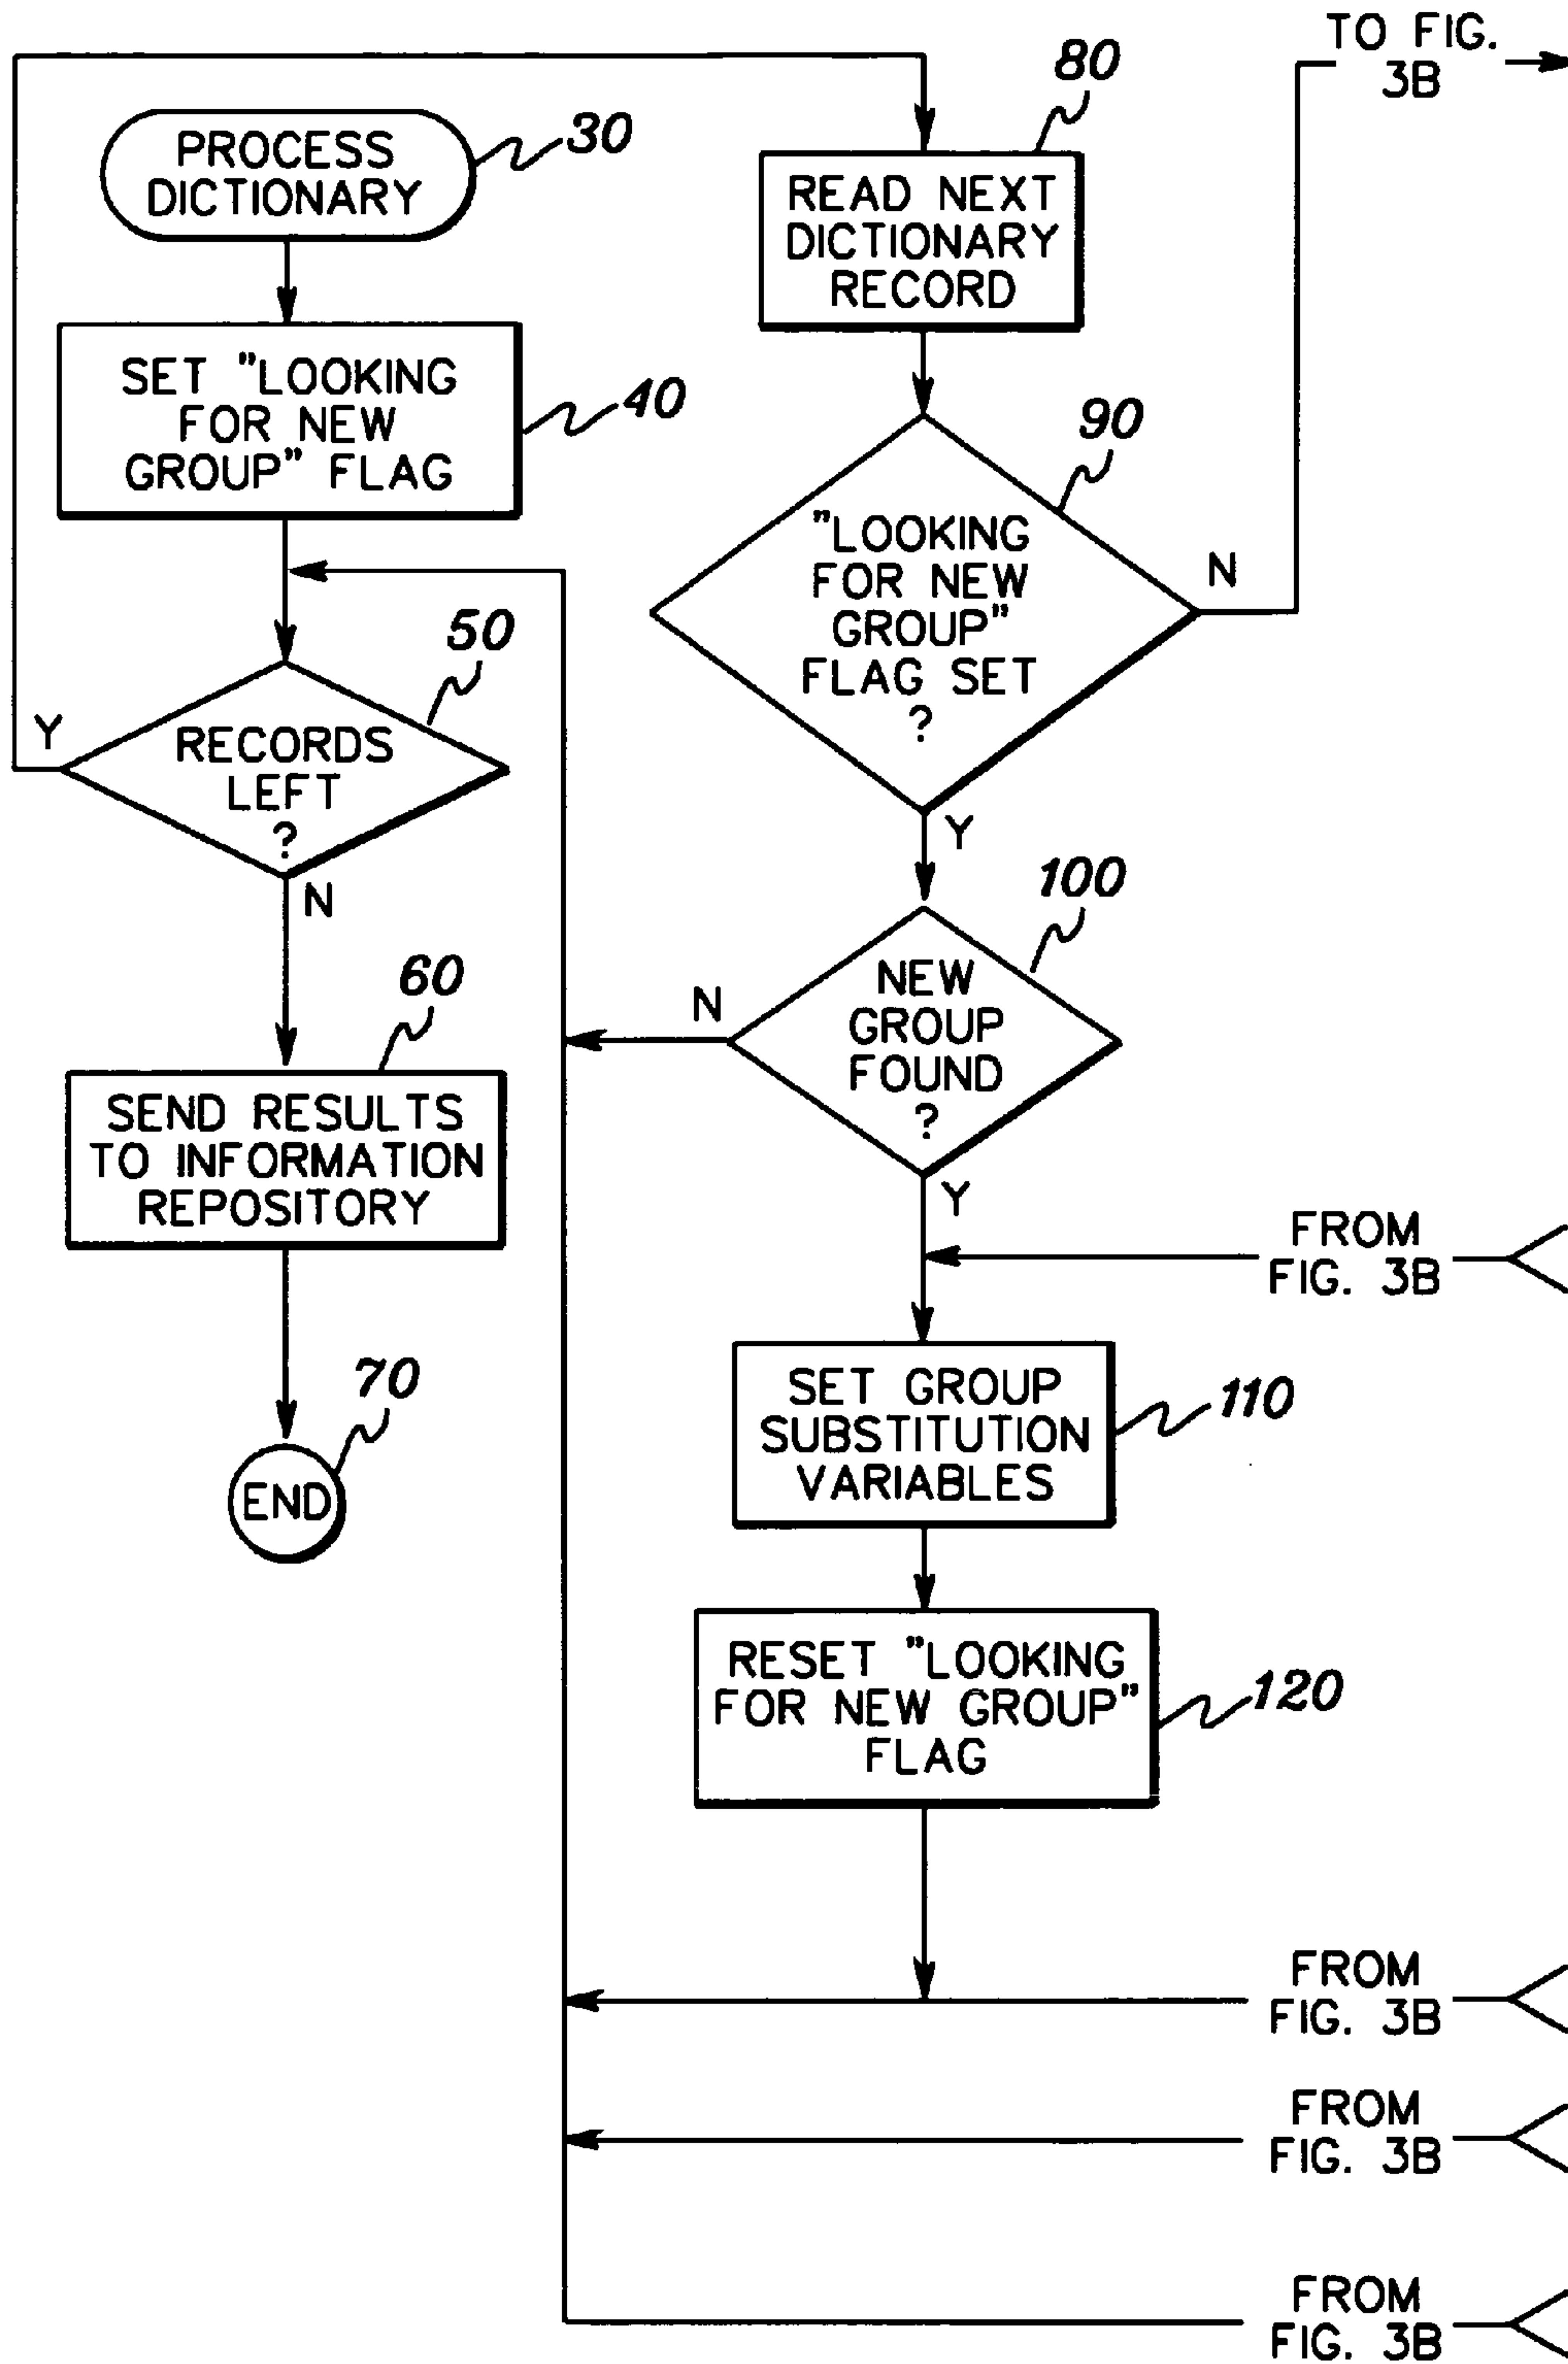 PROCESS
DICTIONARY
30
SET "LOOKING
FOR NEW
GROUP" FLAG
40
RECORDS
LEFT
?
50
Y
N
SEND RESULTS
TO INFORMATION
REPOSITORY
60
END
70
READ NEXT
DICTIONARY
RECORD
80
"LOOKING
FOR NEW
GROUP"
FLAG SET
?
90
N
TO FIG.
3B
Y
NEW
GROUP
FOUND
?
100
N
Y
FROM
FIG. 3B
SET GROUP
SUBSTITUTION
VARIABLES
110
RESET "LOOKING
FOR NEW GROUP"
FLAG
120
FROM
FIG. 3B
FROM
FIG. 3B
FROM
FIG. 3B